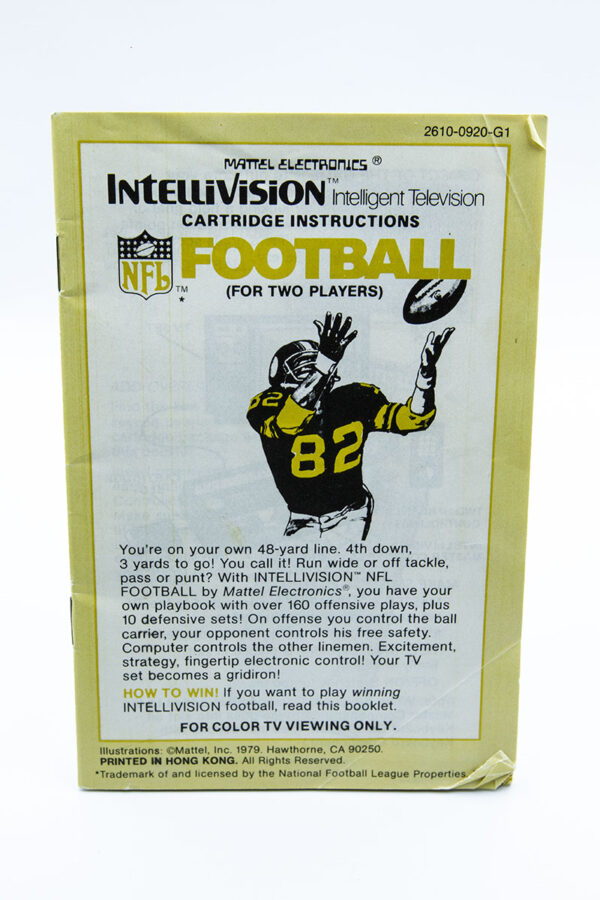 2610-0920-G1
MATTEL ELECTRONICS®
INTELLIVISION™ Intelligent Television
CARTRIDGE INSTRUCTIONS
NFL™* FOOTBALL
(FOR TWO PLAYERS)
82
82
You're on your own 48-yard line. 4th down,
3 yards to go! You call it! Run wide or off tackle,
pass or punt? With INTELLIVISION™ NFL
FOOTBALL by Mattel Electronics®, you have your
own playbook with over 160 offensive plays, plus
10 defensive sets! On offense you control the ball
carrier, your opponent controls his free safety.
Computer controls the other linemen. Excitement,
strategy, fingertip electronic control! Your TV
set becomes a gridiron!
HOW TO WIN! If you want to play winning
INTELLIVISION football, read this booklet.
FOR COLOR TV VIEWING ONLY.
Illustrations: ©Mattel, Inc. 1979. Hawthorne, CA 90250.
PRINTED IN HONG KONG. All Rights Reserved.
*Trademark of and licensed by the National Football League Properties.